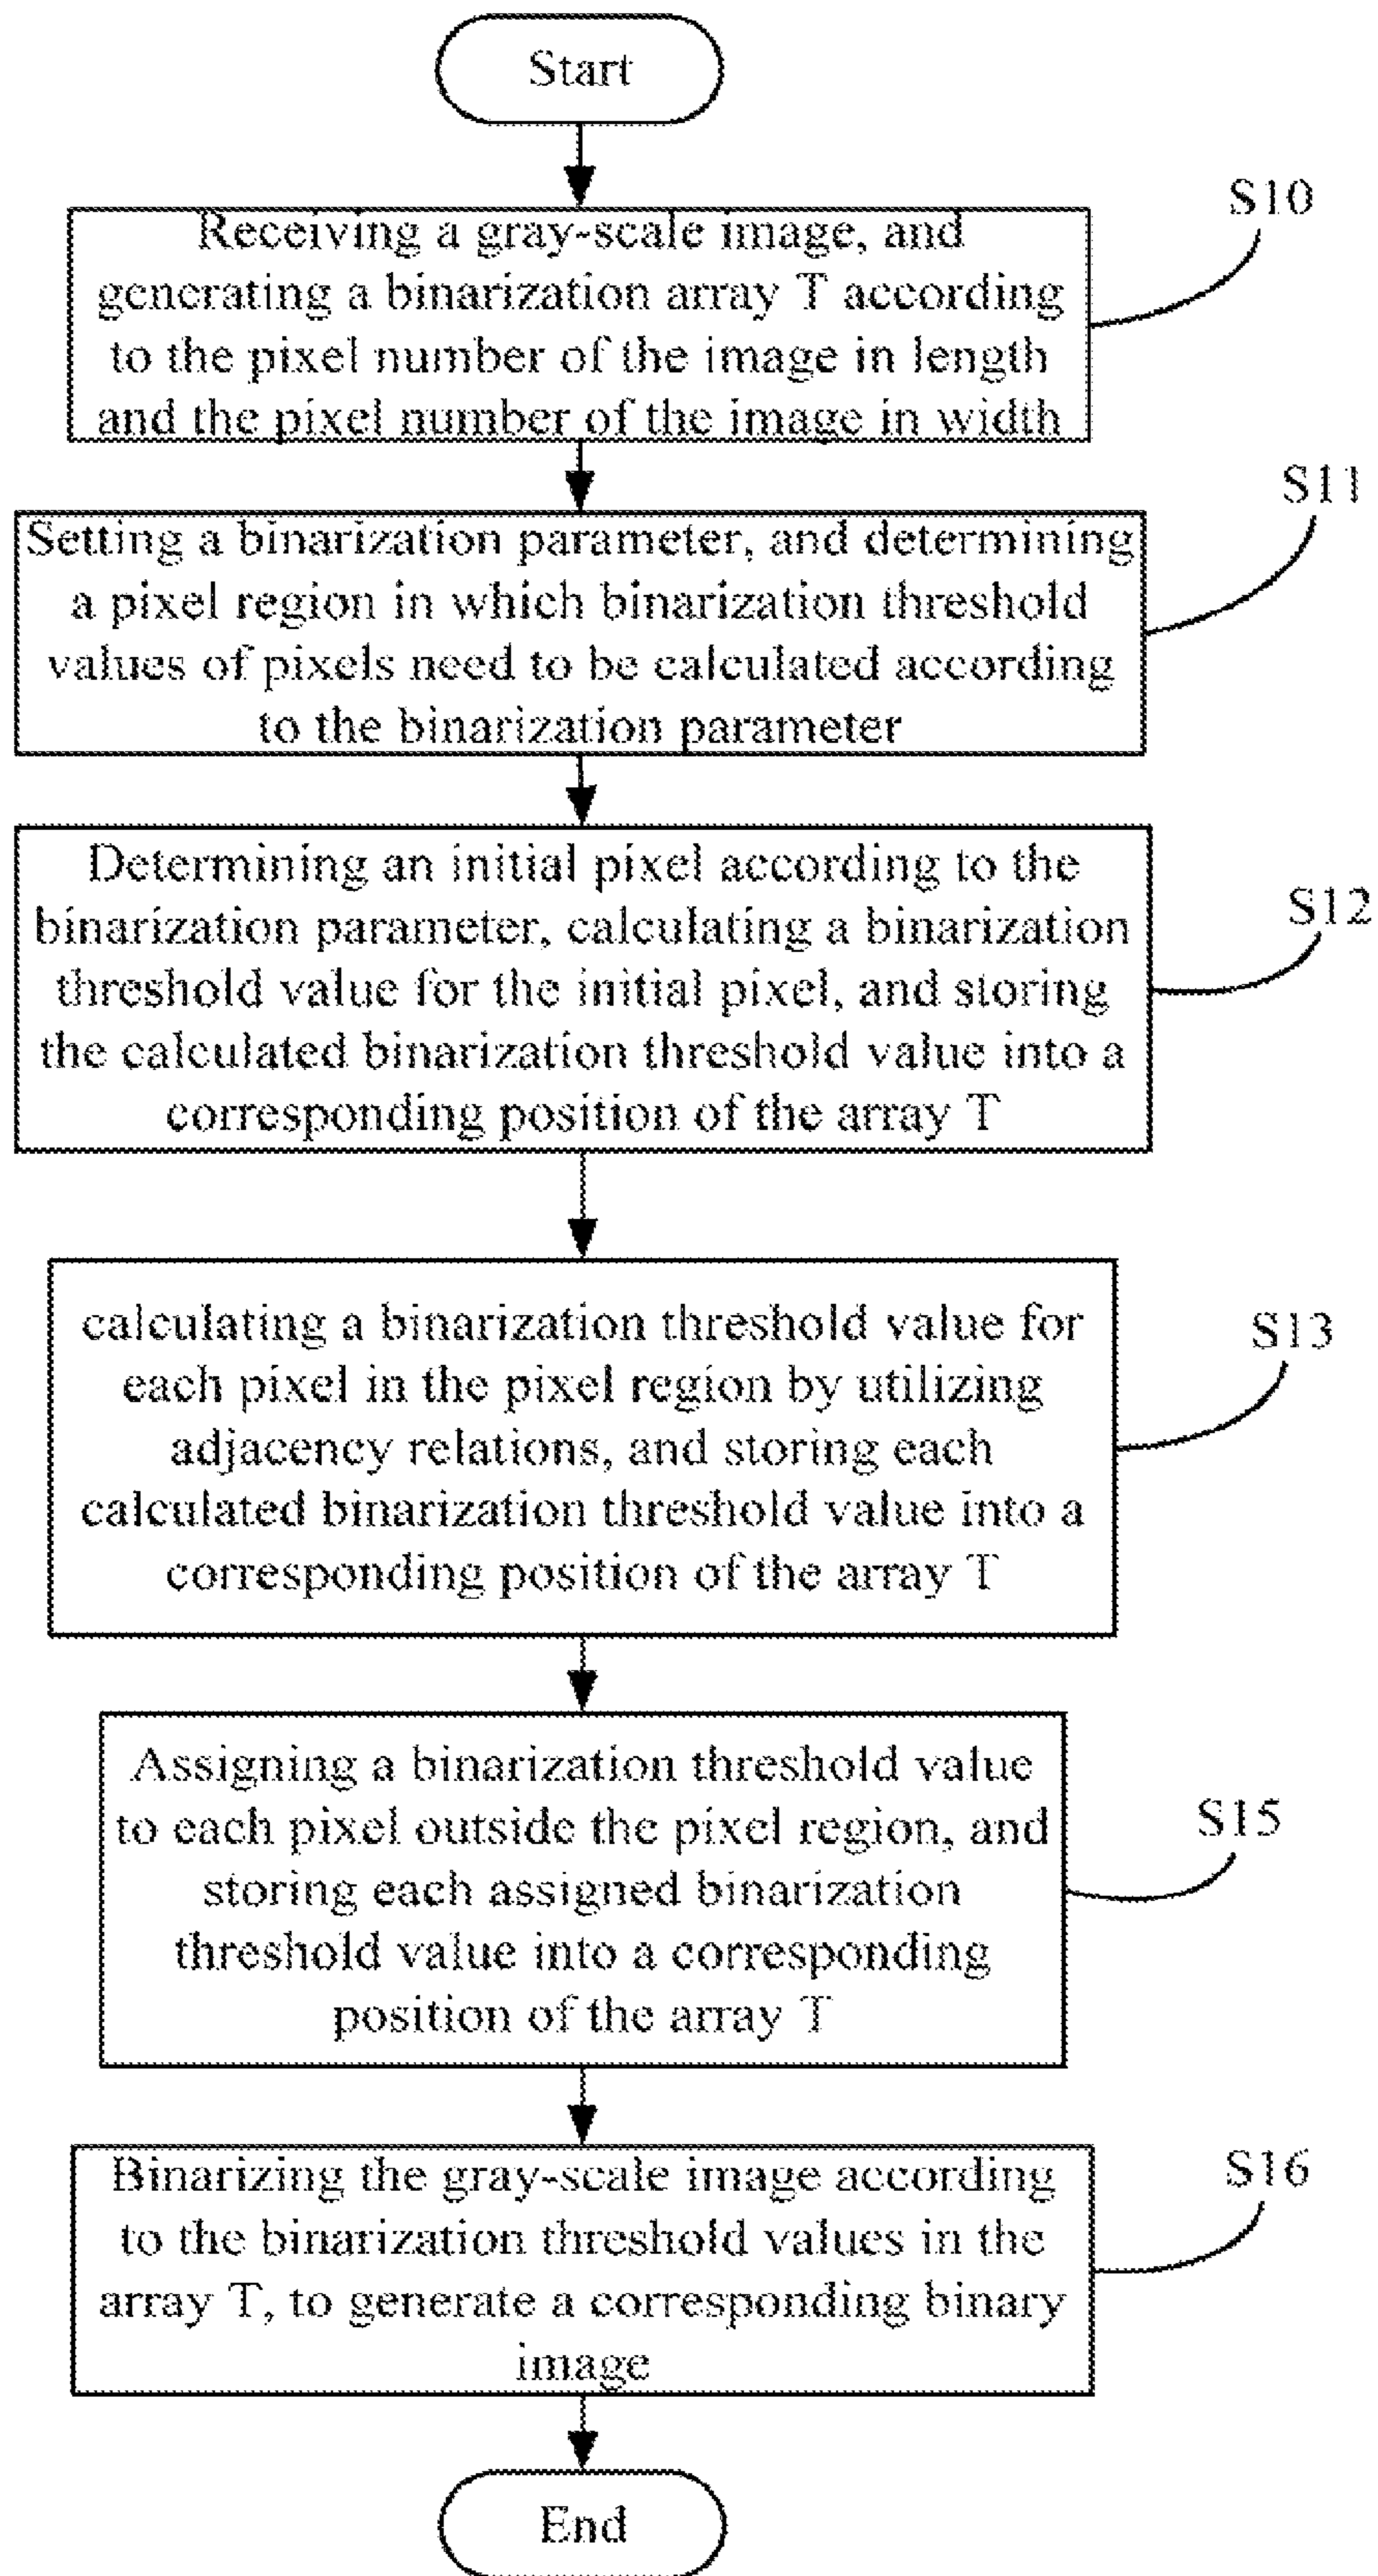 Start
S10
Receiving a gray-scale image, and
generating a binarization array T according
to the pixel number of the image in length
and the pixel number of the image in width
S11
Setting a binarization parameter, and determining
a pixel region in which binarization threshold
values of pixels need to be calculated according
to the binarization parameter
S12
Determining an initial pixel according to the
binarization parameter, calculating a binarization
threshold value for the initial pixel, and storing
the calculated binarization threshold value into a
corresponding position of the array T
S13
calculating a binarization threshold value for
each pixel in the pixel region by utilizing
adjacency relations, and storing each
calculated binarization threshold value into a
corresponding position of the array T
S15
Assigning a binarization threshold value
to each pixel outside the pixel region, and
storing each assigned binarization
threshold value into a corresponding
position of the array T
S16
Binarizing the gray-scale image according
to the binarization threshold values in the
array T, to generate a corresponding binary
image
End